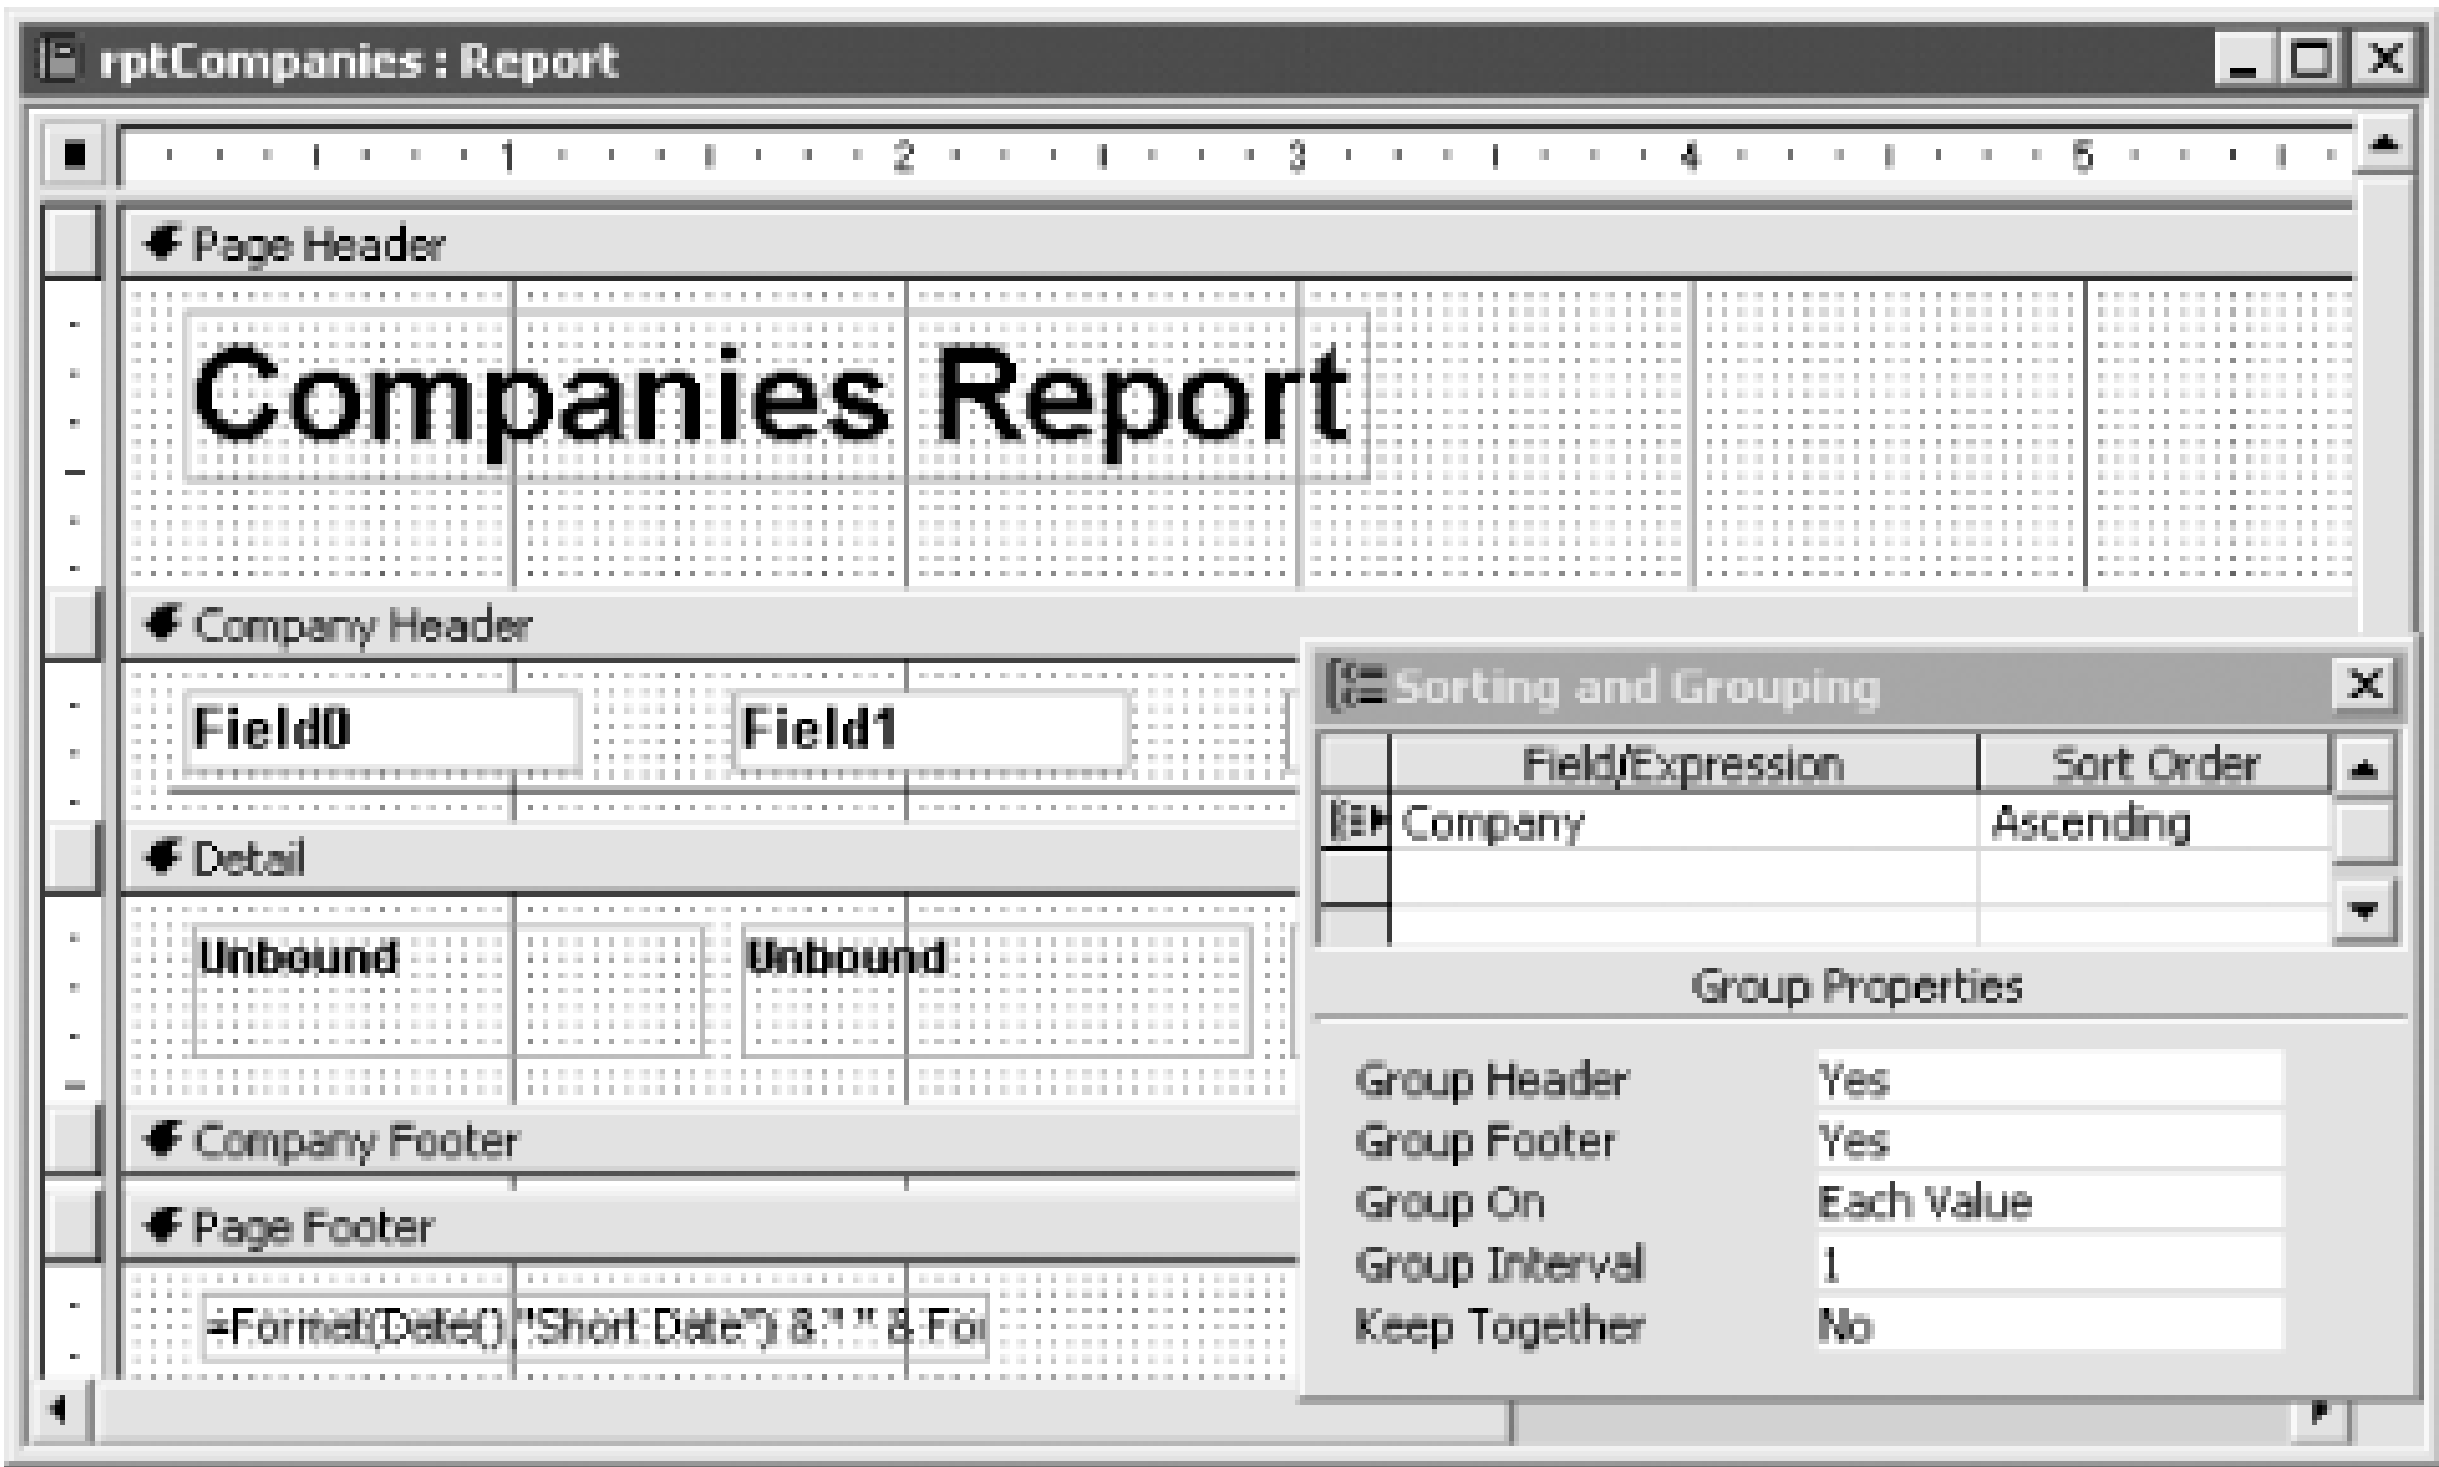 rptCompanies : Report
1 2 3 4 5
Page Header
Companies Report
Company Header
Field0 Field1
Detail
Unbound Unbound
Company Footer
Page Footer
=Format(Date(),"Short Date") & " " & For
Sorting and Grouping
Field/Expression Sort Order
Company Ascending
Group Properties
Group Header Yes
Group Footer Yes
Group On Each Value
Group Interval 1
Keep Together No